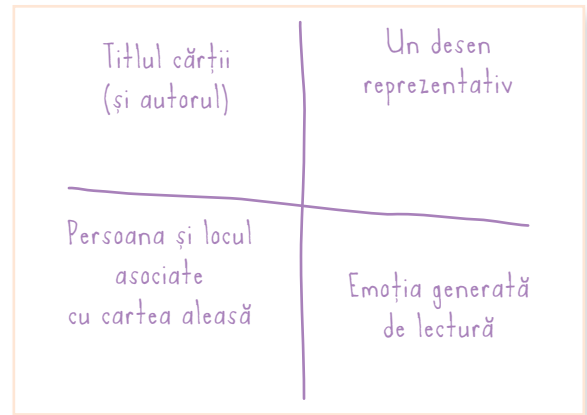 Titlul cărții
(și autorul)
Un desen
reprezentativ
Persoana și locul
asociate
cu cartea aleasă
Emoția generată
de lectură